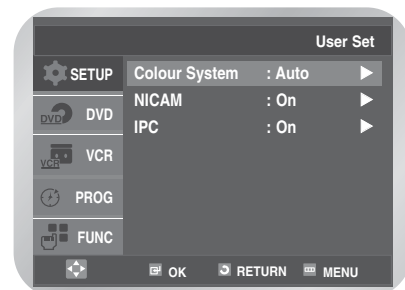 User Set
SETUP
Colour System : Auto
NICAM : On
IPC : On
DVD DVD
VCR VCR
PROG
FUNC
OK RETURN MENU